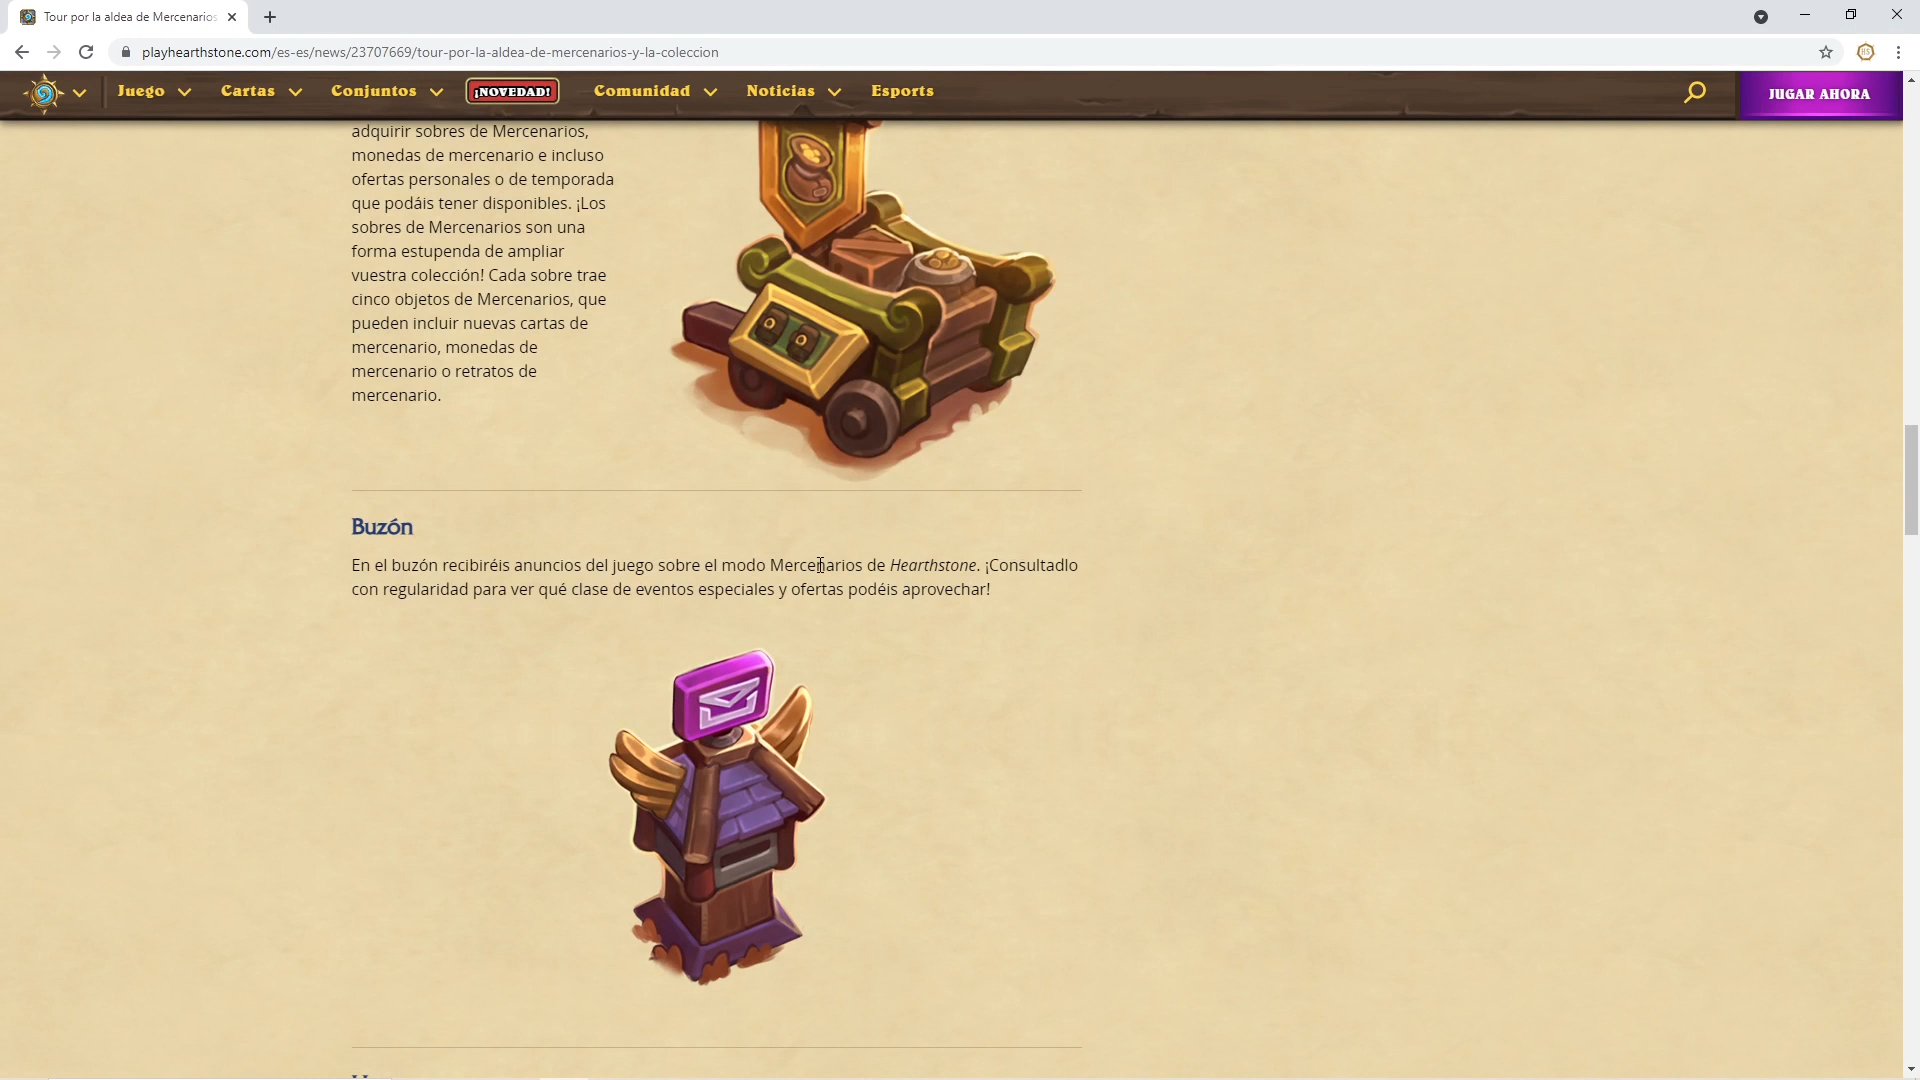 Tour por la aldea de Mercenarios
playhearthstone.com/es-es/news/23707669/tour-por-la-aldea-de-mercenarios-y-la-coleccion
Juego
Cartas
Conjuntos
¡NOVEDAD!
Comunidad
Noticias
Esports
JUGAR AHORA
adquirir sobres de Mercenarios,
monedas de mercenario e incluso
ofertas personales o de temporada
que podáis tener disponibles. ¡Los
sobres de Mercenarios son una
forma estupenda de ampliar
vuestra colección! Cada sobre trae
cinco objetos de Mercenarios, que
pueden incluir nuevas cartas de
mercenario, monedas de
mercenario o retratos de
mercenario.
Buzón
En el buzón recibiréis anuncios del juego sobre el modo Mercenarios de Hearthstone. ¡Consultadlo
con regularidad para ver qué clase de eventos especiales y ofertas podéis aprovechar!